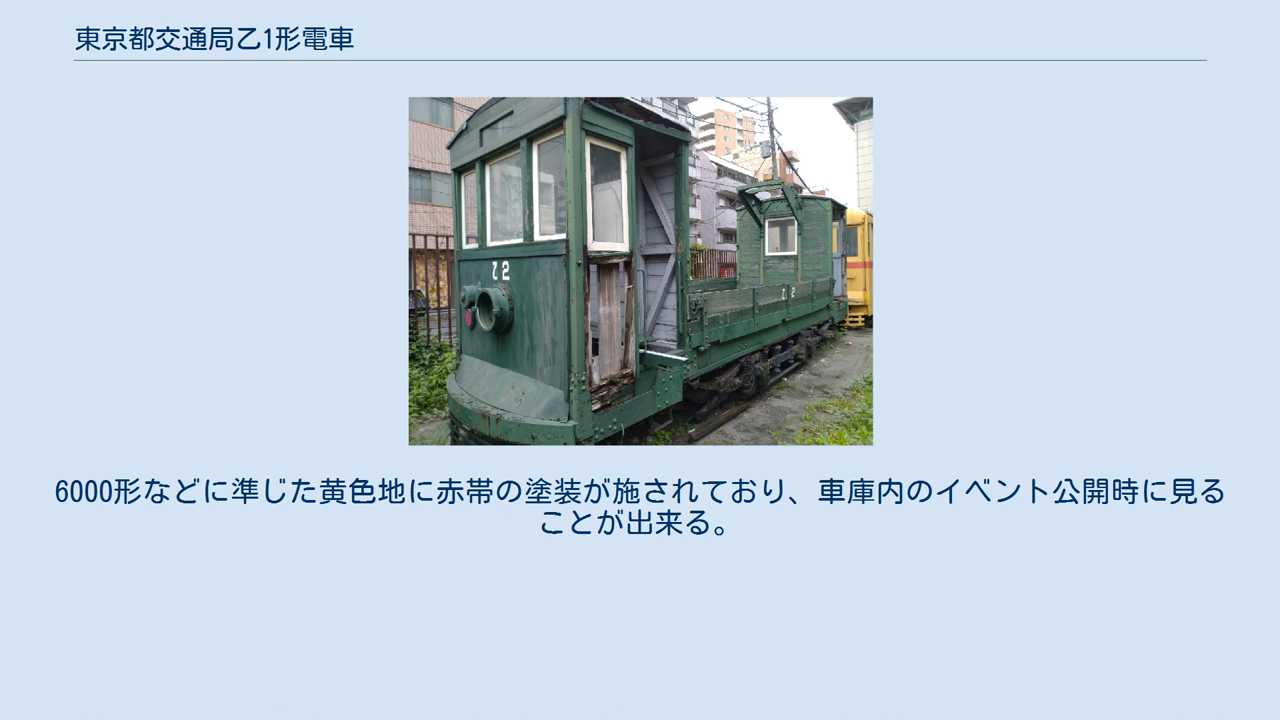 東京都交通局乙1形電車
乙2
乙2
6000形などに準じた黄色地に赤帯の塗装が施されており、車庫内のイベント公開時に見る
ことが出来る。